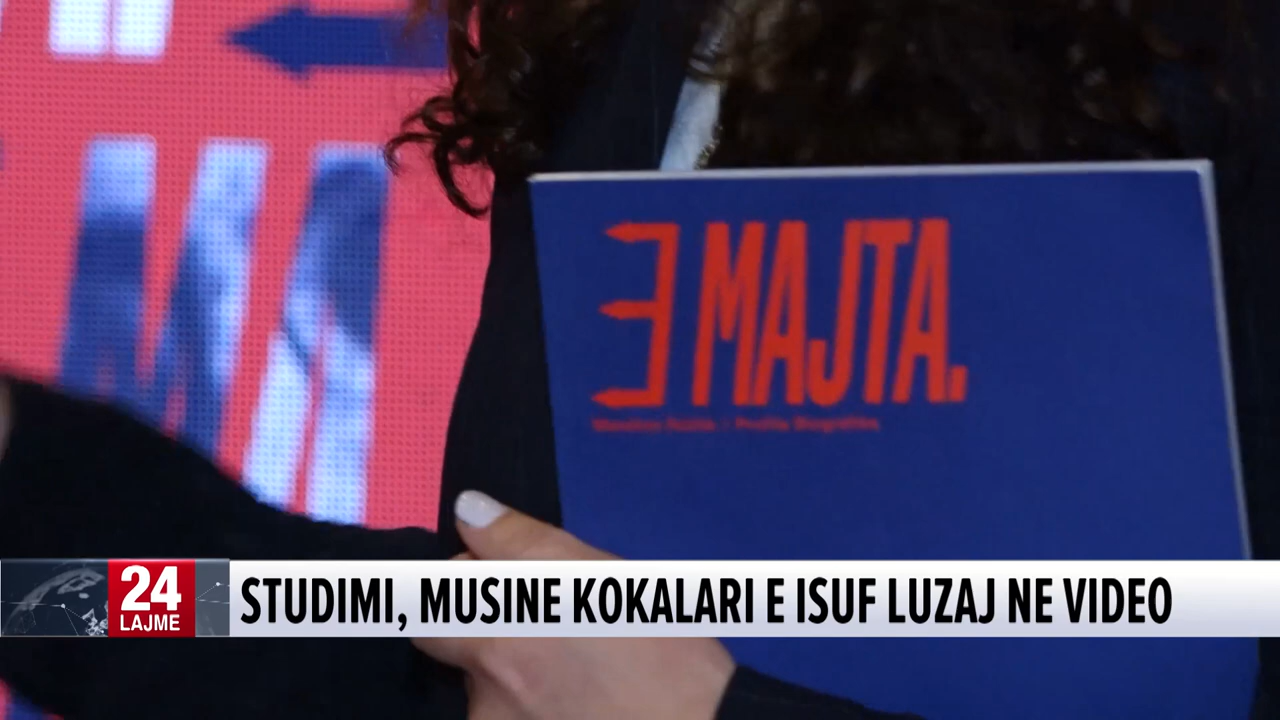 E MAJTA.
24
LAJME
STUDIMI, MUSINE KOKALARI E ISUF LUZAJ NE VIDEO